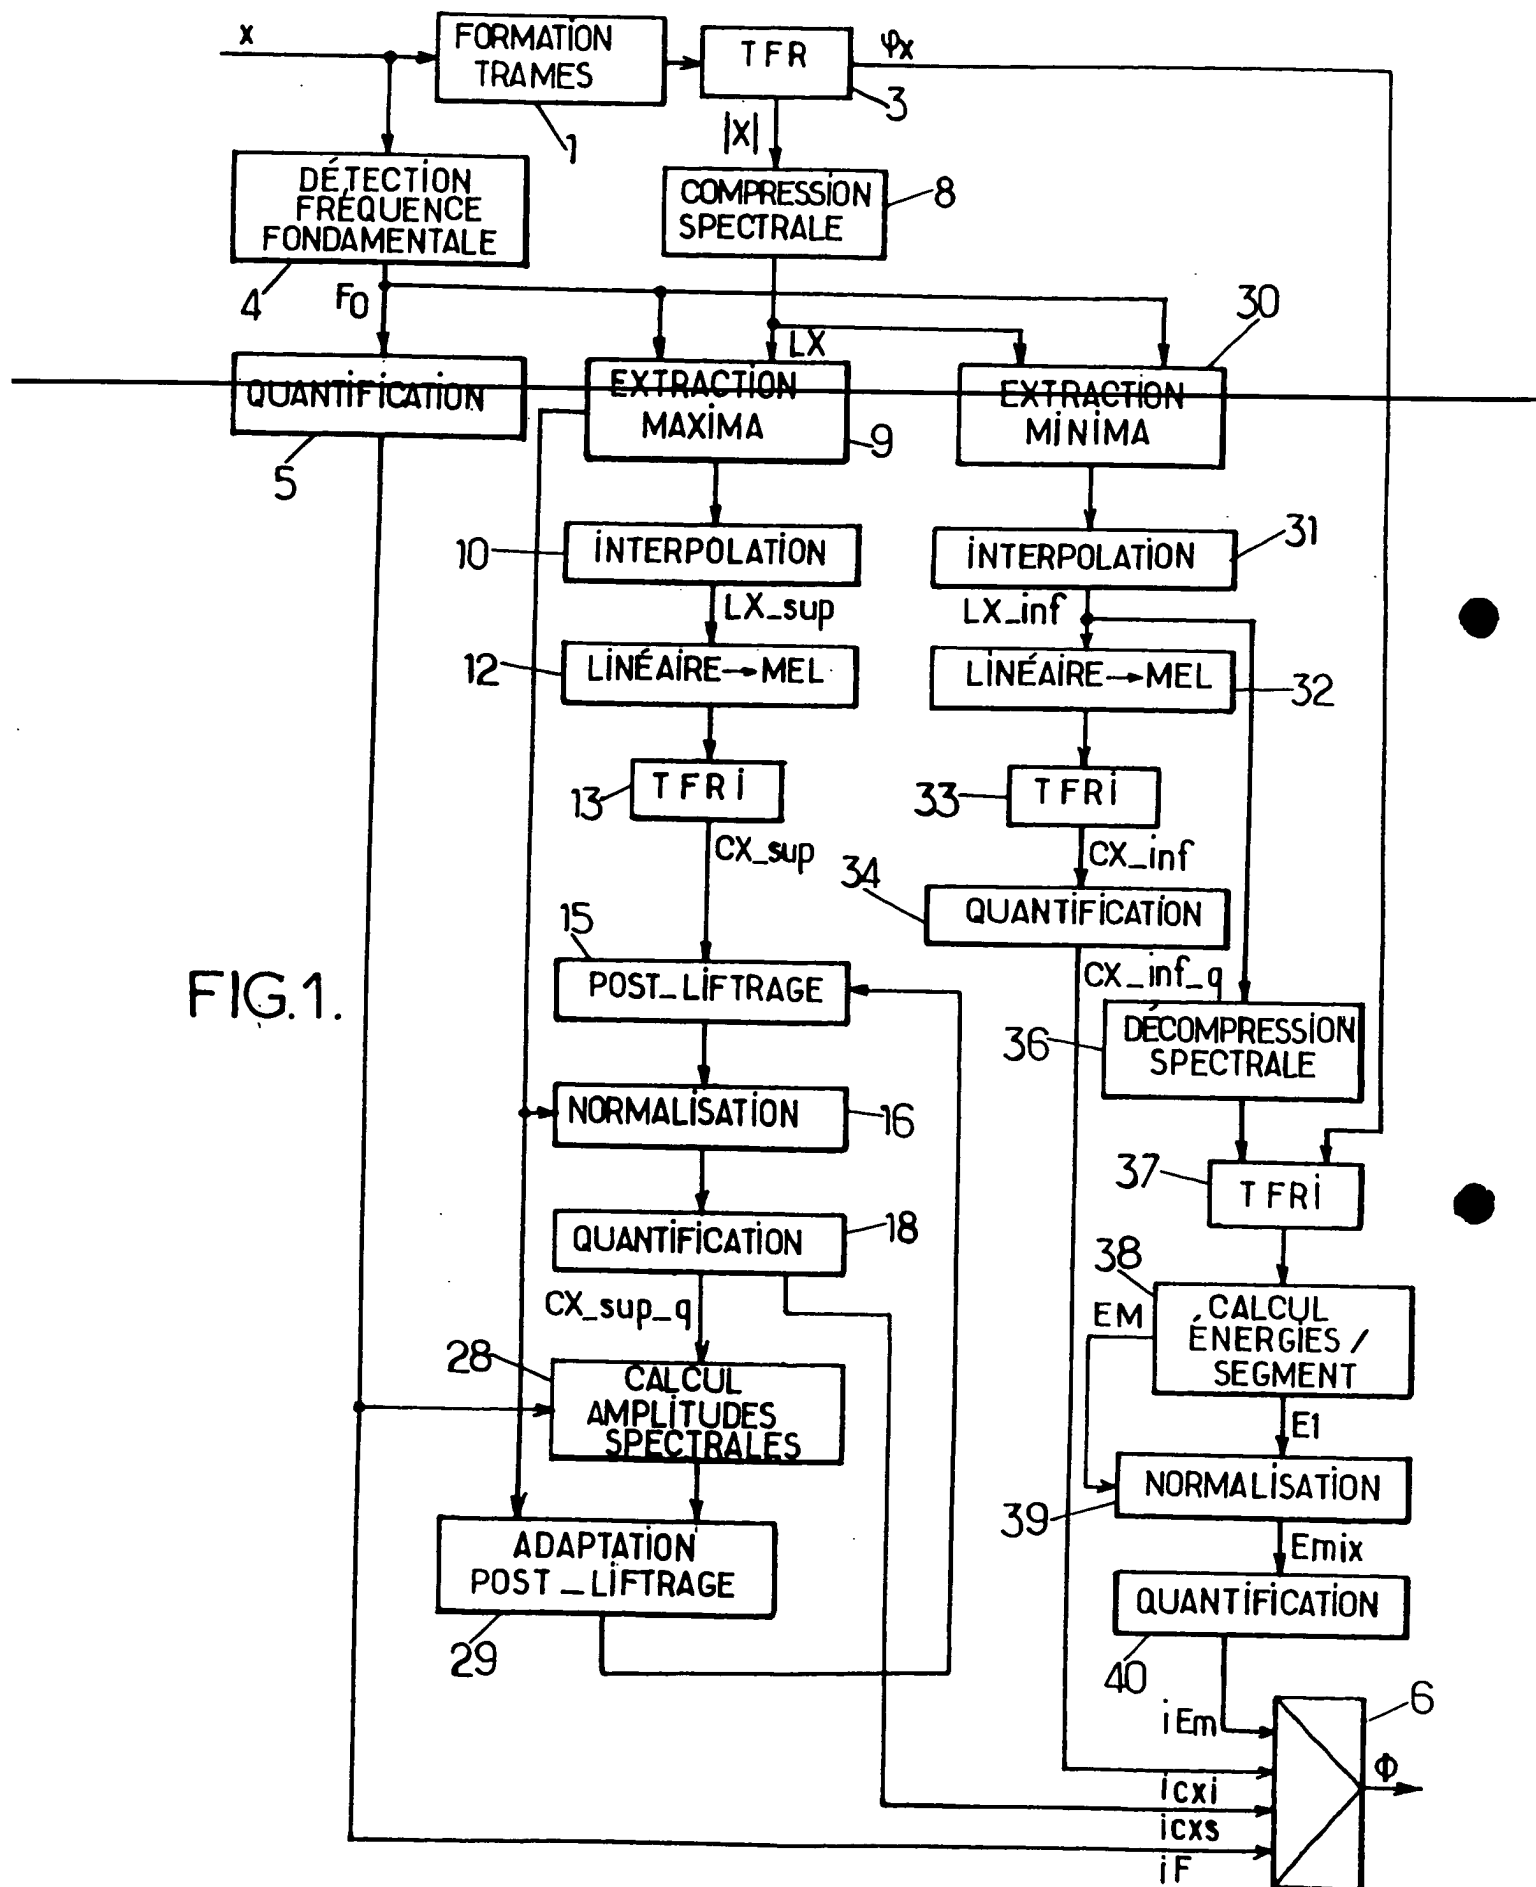 x
FORMATION
TRAMES
1
TFR
3
φx
|X|
DÉTECTION
FRÉQUENCE
FONDAMENTALE
4
COMPRESSION
SPECTRALE
8
F0
LX
30
QUANTIFICATION
5
EXTRACTION
MAXIMA
9
EXTRACTION
MINIMA
10
INTERPOLATION
INTERPOLATION
31
LX_sup
LX_inf
12
LINÉAIRE→MEL
LINÉAIRE→MEL
32
13
TFRI
33
TFRI
CX_sup
CX_inf
34
QUANTIFICATION
15
POST_LIFTRAGE
CX_inf_q
FIG.1.
36
DÉCOMPRESSION
SPECTRALE
NORMALISATION
16
37
TFRI
QUANTIFICATION
18
38
CX_sup_q
EM
CALCUL
ÉNERGIES /
SEGMENT
28
CALCUL
AMPLITUDES
SPECTRALES
E1
NORMALISATION
39
ADAPTATION
POST_LIFTRAGE
29
Emix
QUANTIFICATION
40
6
iEm
Φ
icxi
icxs
iF